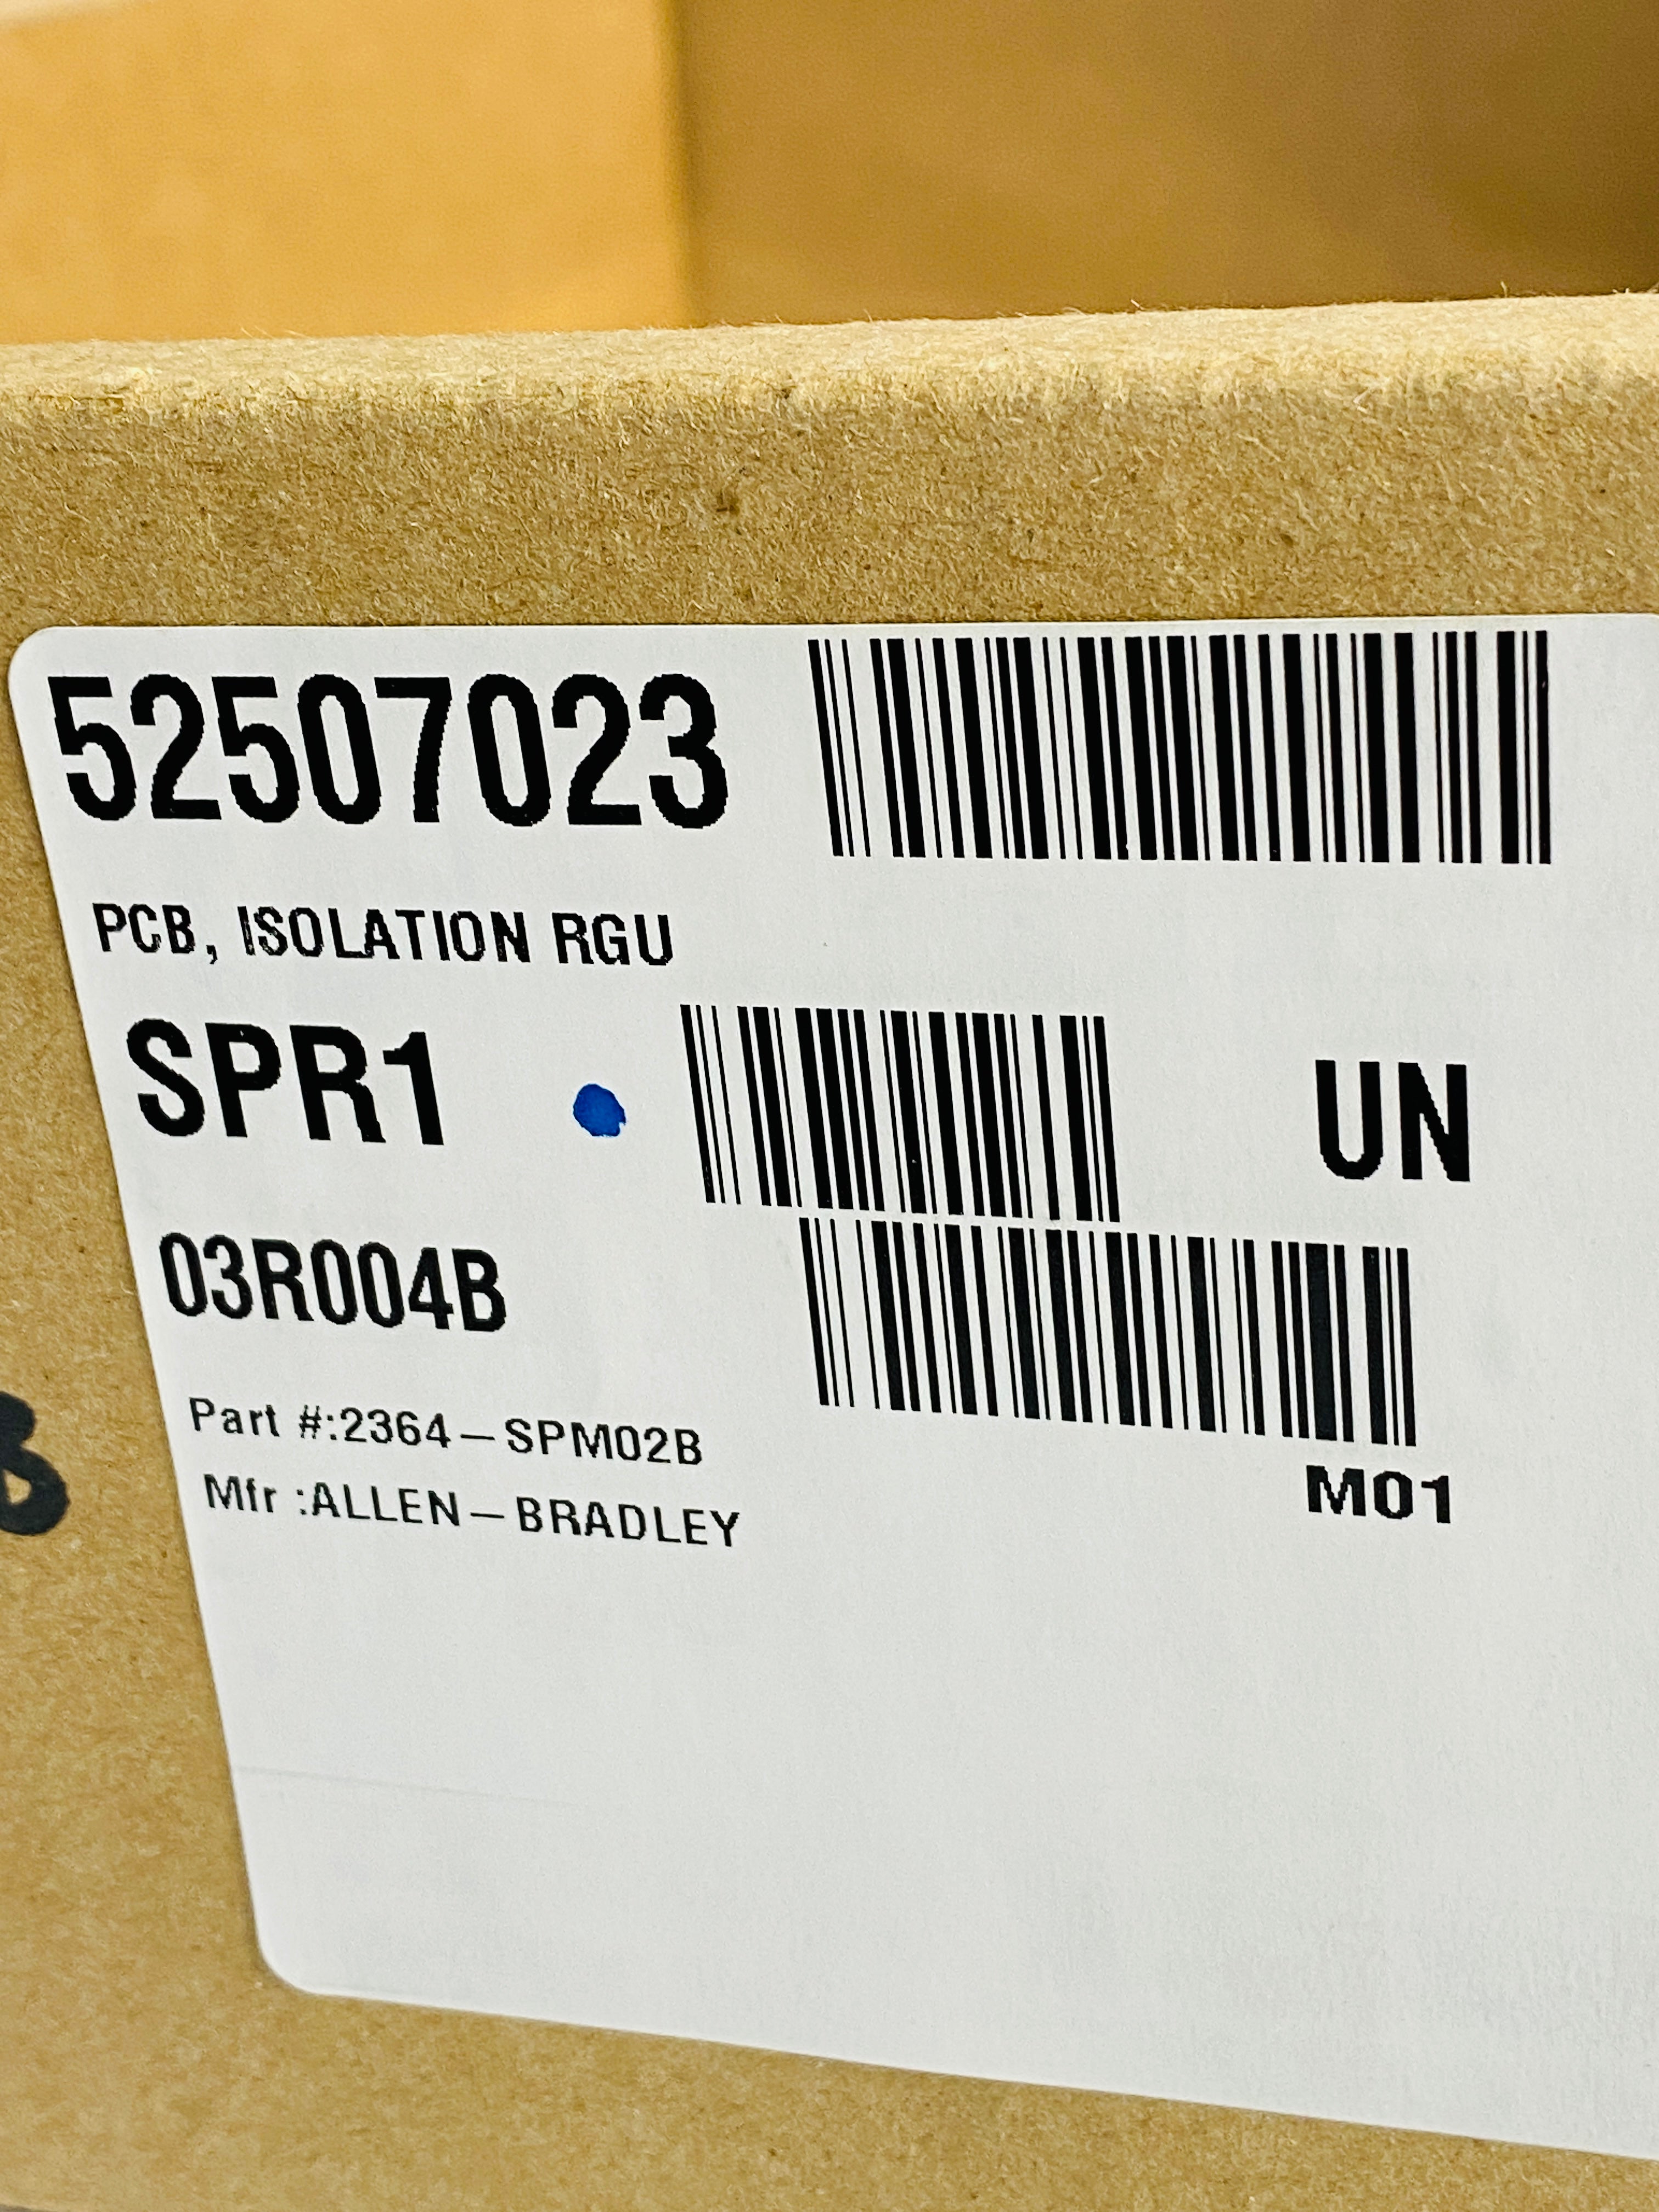 52507023
PCB, ISOLATION RGU
SPR1 UN
03R004B
Part #:2364-SPM02B
Mfr :ALLEN-BRADLEY
M01